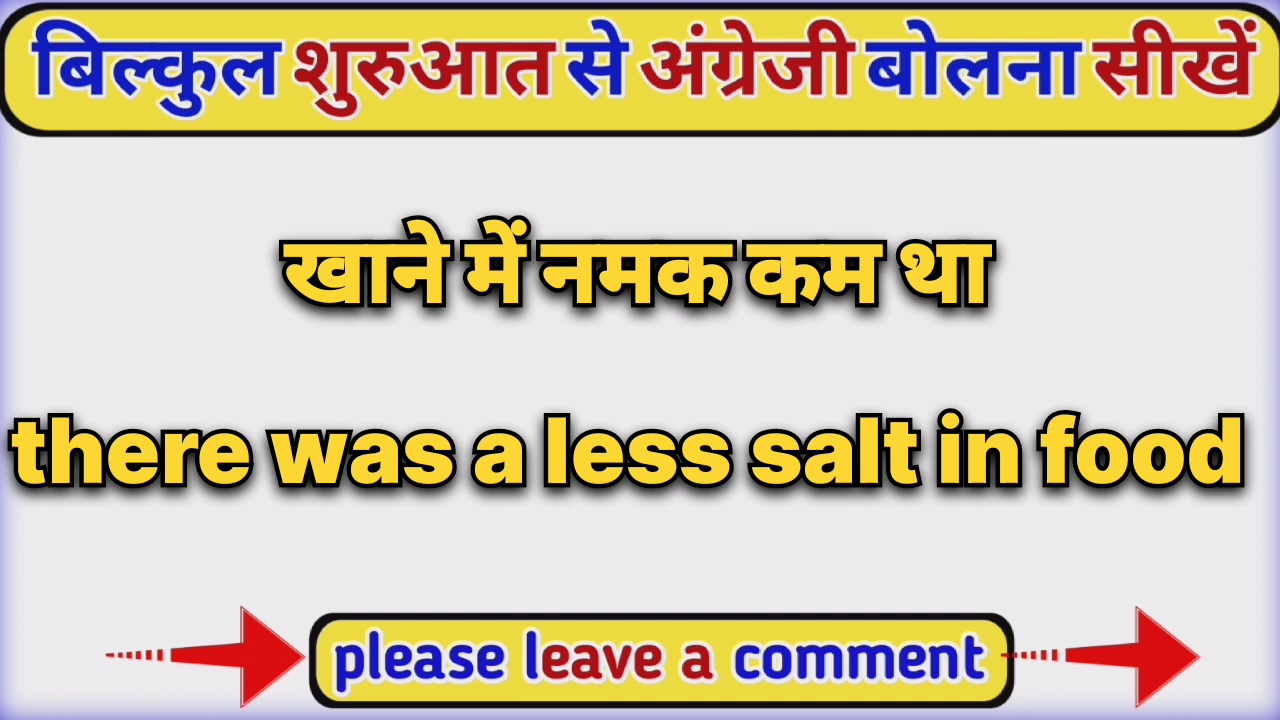 बिल्कुल शुरुआत से अंग्रेजी बोलना सीखें
खाने में नमक कम था
there was a less salt in food
please leave a comment